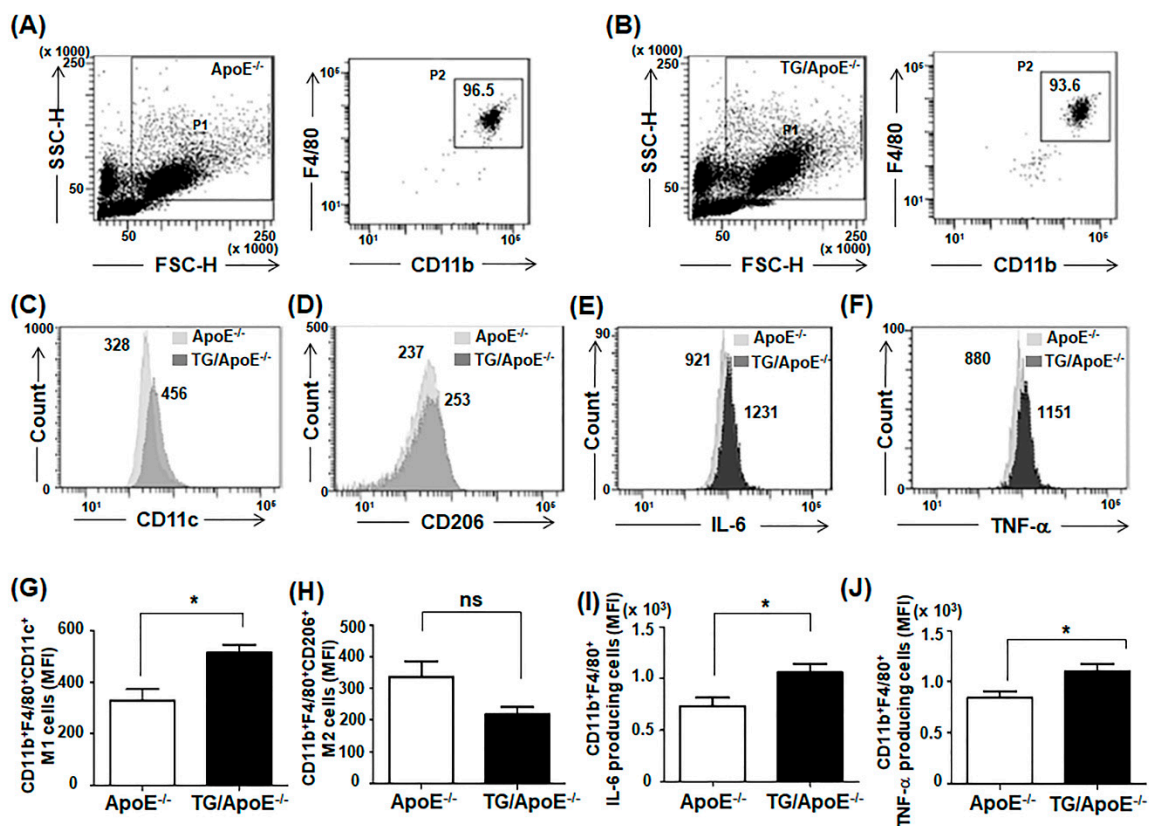 (A)
(x 1000)
250
SSC-H
50
ApoE-/-
P1
50
250
(x 1000)
FSC-H
P2
96.5
10⁶
F4/80
10¹
10¹
10⁶
CD11b
(B)
(x 1000)
250
SSC-H
50
TG/ApoE-/-
P1
50
250
(x 1000)
FSC-H
P2
93.6
10⁶
F4/80
10¹
10¹
10⁶
CD11b
(C)
1000
ApoE-/-
TG/ApoE-/-
328
456
Count
0
10¹
10⁶
CD11c
(D)
500
ApoE-/-
TG/ApoE-/-
237
253
Count
0
10¹
10⁶
CD206
(E)
90
ApoE-/-
TG/ApoE-/-
921
1231
Count
0
10¹
10⁶
IL-6
(F)
100
ApoE-/-
TG/ApoE-/-
880
1151
Count
0
10¹
10⁶
TNF-α
(G)
CD11b⁺F4/80⁺CD11c⁺
M1 cells (MFI)
600
400
200
0
*
ApoE-/-
TG/ApoE-/-
(H)
CD11b⁺F4/80⁺CD206⁺
M2 cells (MFI)
500
400
300
200
100
0
ns
ApoE-/-
TG/ApoE-/-
(I)
(x 10³)
CD11b⁺F4/80⁺
IL-6 producing cells (MFI)
1.5
1.0
0.5
0
*
ApoE-/-
TG/ApoE-/-
(J)
(x 10³)
CD11b⁺F4/80⁺
TNF-α producing cells (MFI)
1.5
1.0
0.5
0
*
ApoE-/-
TG/ApoE-/-